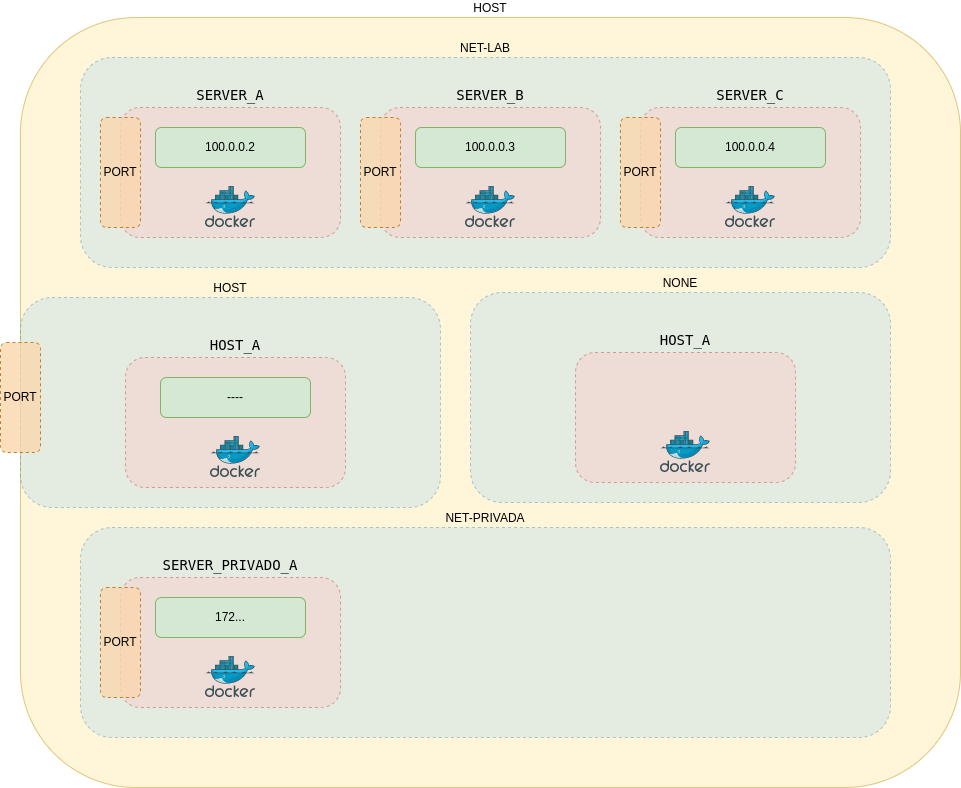 HOST
NET-LAB
SERVER_A
SERVER_B
SERVER_C
100.0.0.2
100.0.0.3
100.0.0.4
PORT
PORT
PORT
docker
docker
docker
HOST
NONE
HOST_A
HOST_A
PORT
----
docker
docker
NET-PRIVADA
SERVER_PRIVADO_A
172...
PORT
docker